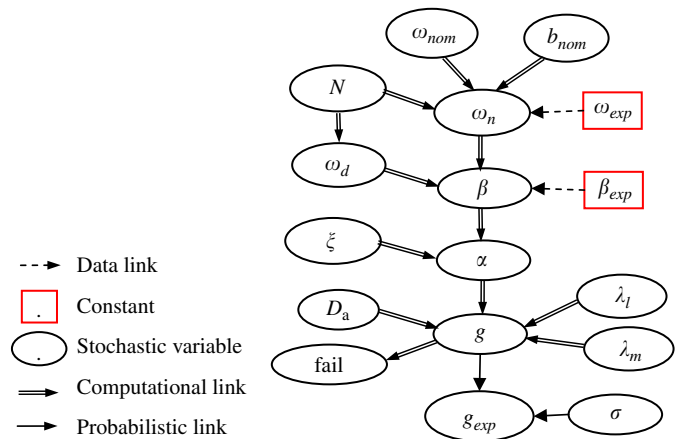 ω_nom
b_nom
N
ω_n
ω_exp
ω_d
β
β_exp
ξ
α
D_a
g
λ_l
λ_m
fail
g_exp
σ
Data link
. Constant
. Stochastic variable
Computational link
Probabilistic link